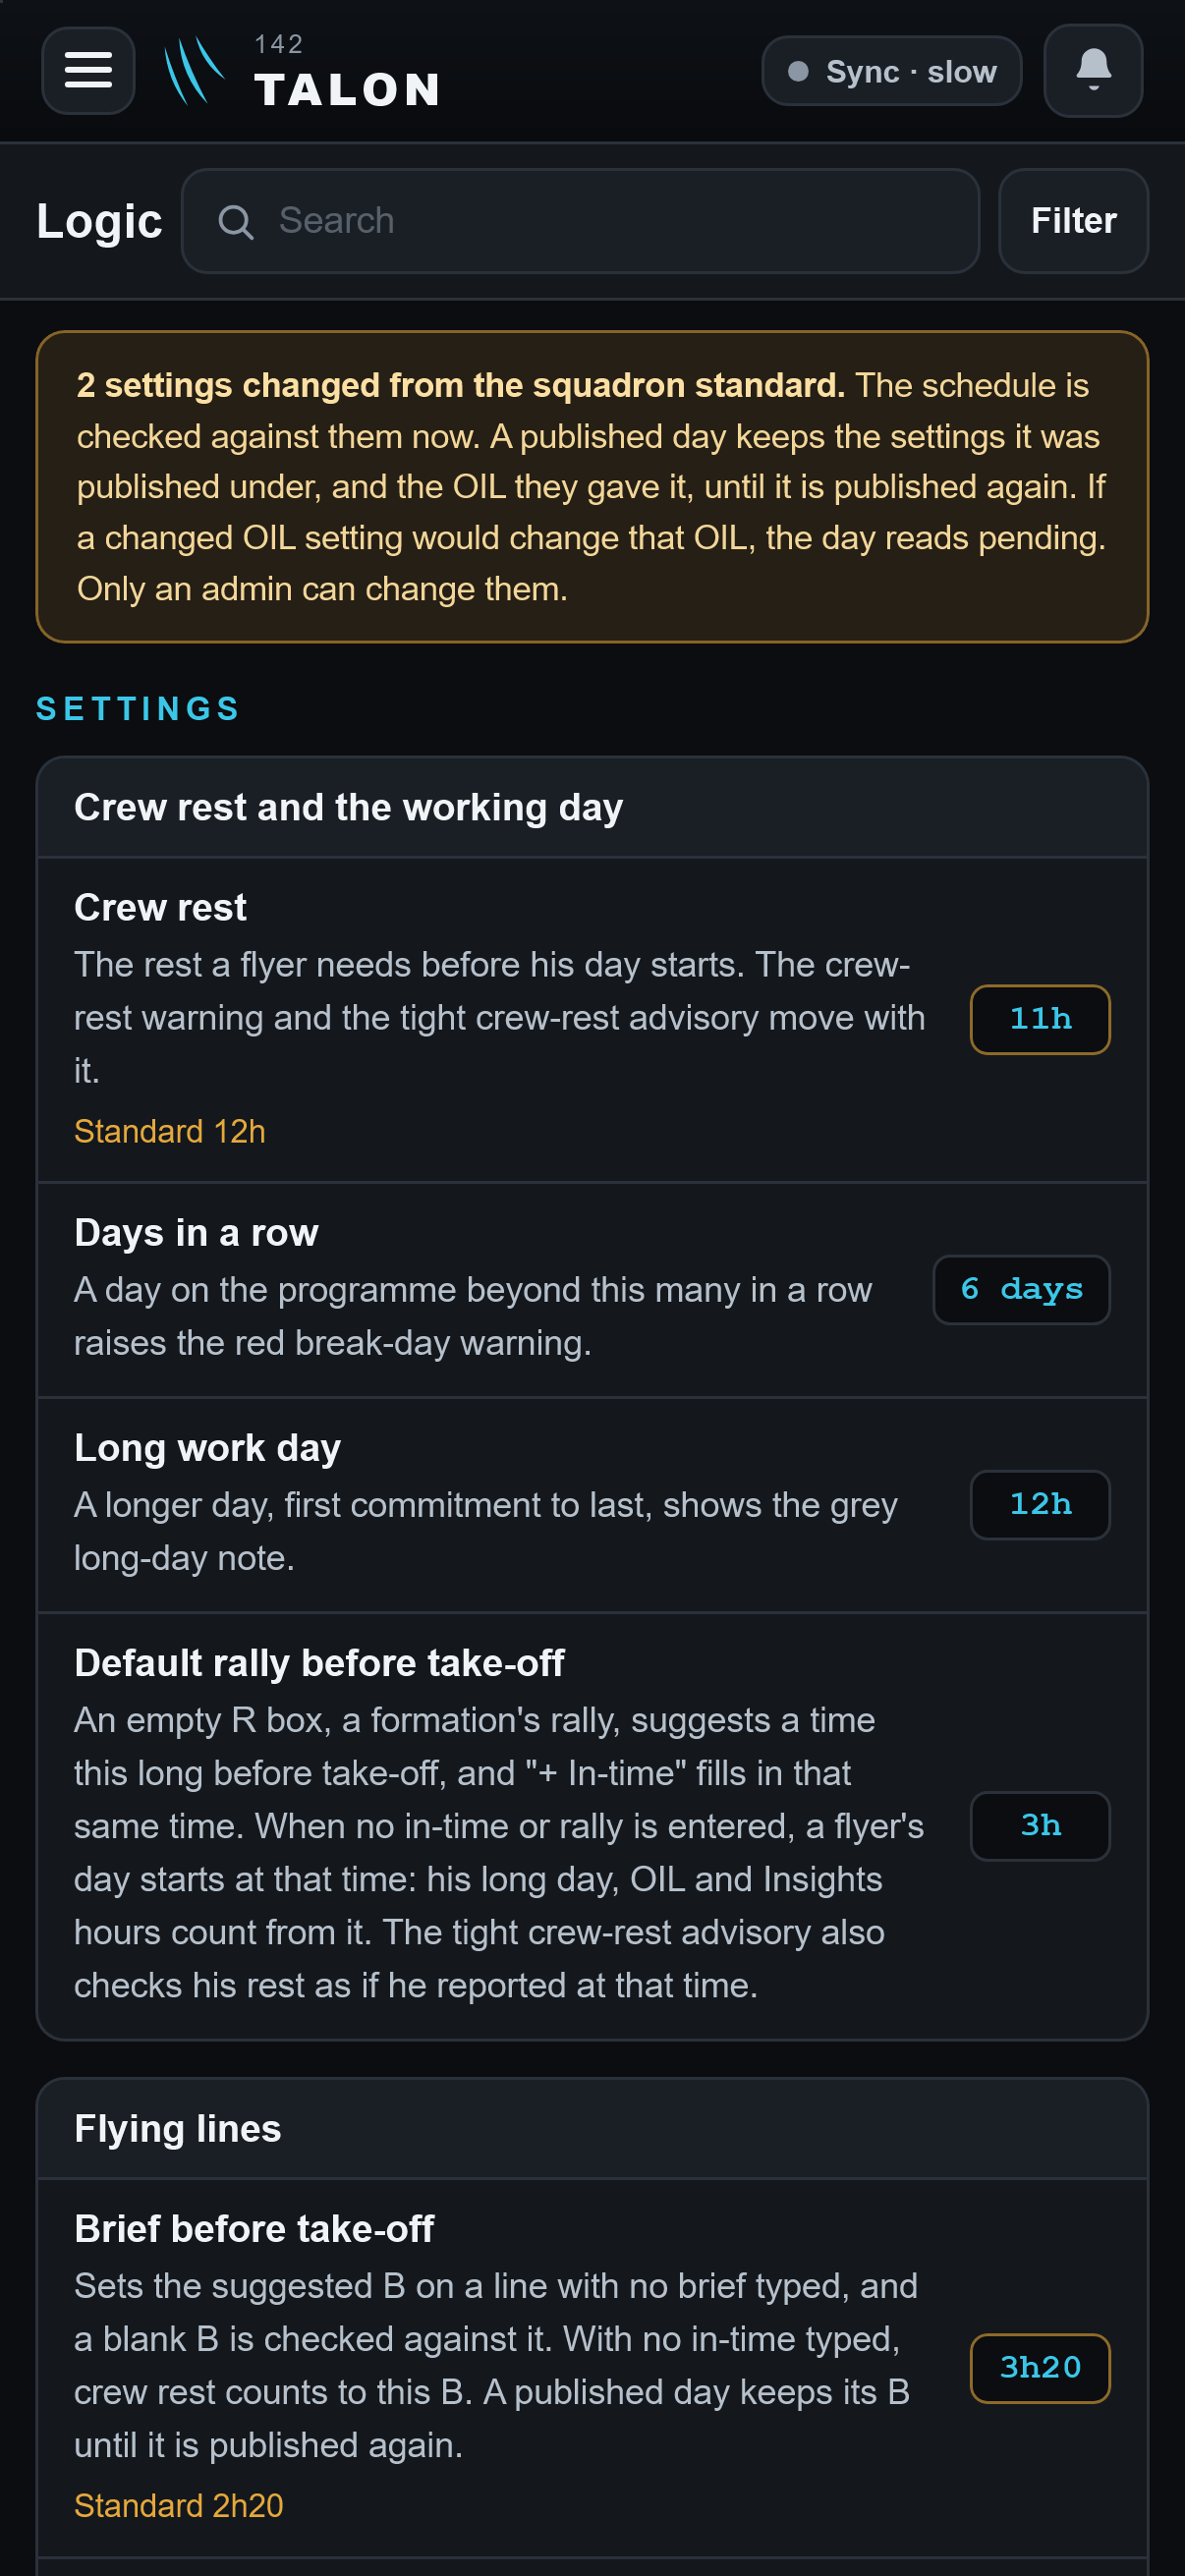 142
TALON
Sync · slow
Logic
Search
Filter
2 settings changed from the squadron standard. The schedule is
checked against them now. A published day keeps the settings it was
published under, and the OIL they gave it, until it is published again. If
a changed OIL setting would change that OIL, the day reads pending.
Only an admin can change them.
SETTINGS
Crew rest and the working day
Crew rest
The rest a flyer needs before his day starts. The crew-
rest warning and the tight crew-rest advisory move with
it.
11h
Standard 12h
Days in a row
A day on the programme beyond this many in a row
raises the red break-day warning.
6 days
Long work day
A longer day, first commitment to last, shows the grey
long-day note.
12h
Default rally before take-off
An empty R box, a formation's rally, suggests a time
this long before take-off, and "+ In-time" fills in that
same time. When no in-time or rally is entered, a flyer's
day starts at that time: his long day, OIL and Insights
hours count from it. The tight crew-rest advisory also
checks his rest as if he reported at that time.
3h
Flying lines
Brief before take-off
Sets the suggested B on a line with no brief typed, and
a blank B is checked against it. With no in-time typed,
crew rest counts to this B. A published day keeps its B
until it is published again.
3h20
Standard 2h20